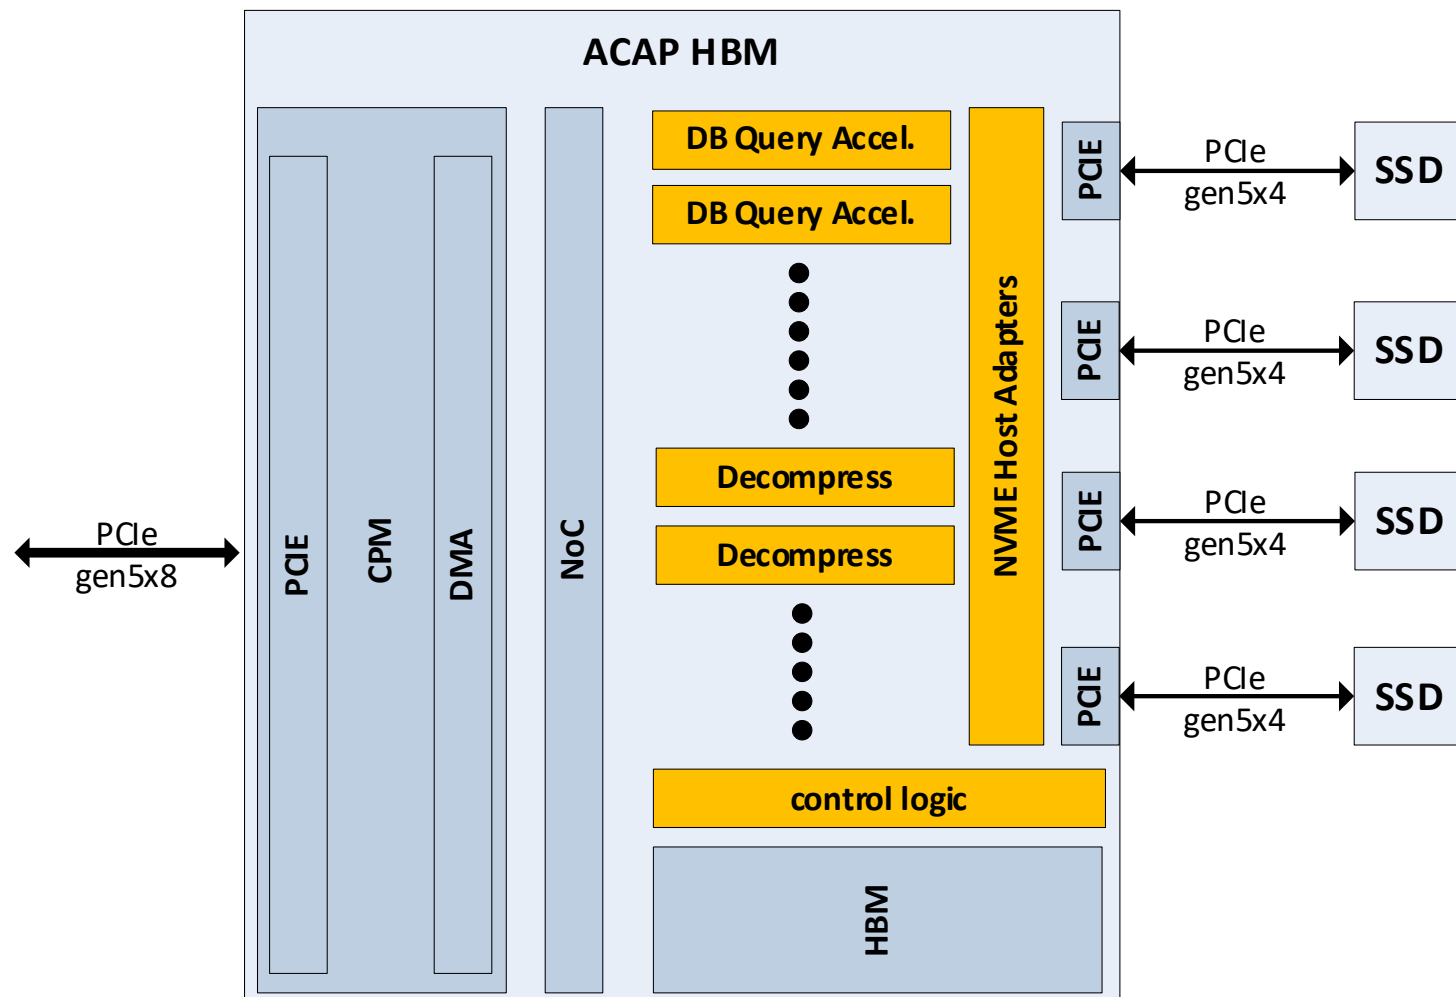 ACAP HBM
PCIe
gen5x8
PCIE
CPM
DMA
NoC
DB Query Accel.
DB Query Accel.
Decompress
Decompress
NVME Host Adapters
control logic
HBM
PCIE
PCIe
gen5x4
SSD
PCIE
PCIe
gen5x4
SSD
PCIE
PCIe
gen5x4
SSD
PCIE
PCIe
gen5x4
SSD